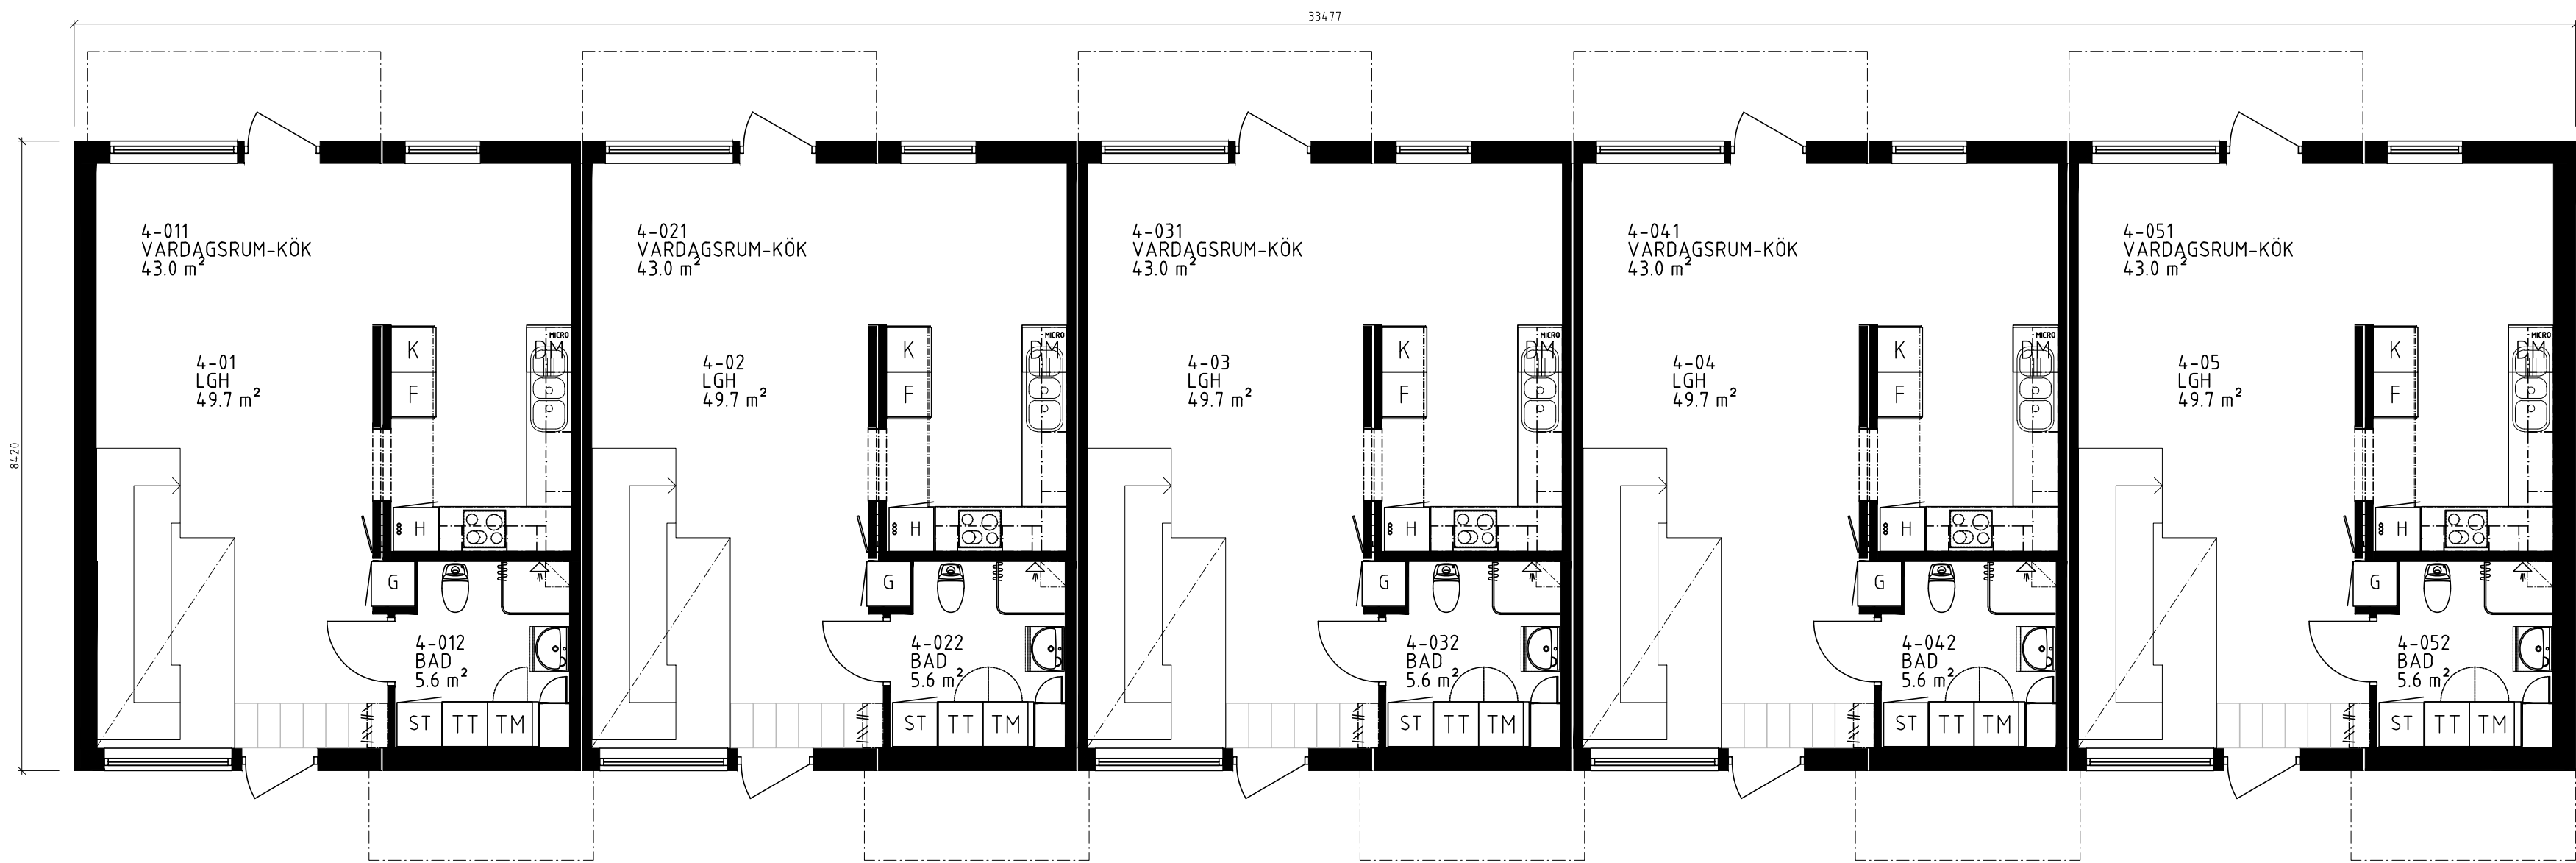 33477
8420
4-011
VARDAGSRUM-KÖK
43.0 m²
4-021
VARDAGSRUM-KÖK
43.0 m²
4-031
VARDAGSRUM-KÖK
43.0 m²
4-041
VARDAGSRUM-KÖK
43.0 m²
4-051
VARDAGSRUM-KÖK
43.0 m²
4-01
LGH
49.7 m²
K
F
MICRO
DM
4-02
LGH
49.7 m²
K
F
MICRO
DM
4-03
LGH
49.7 m²
K
F
MICRO
DM
4-04
LGH
49.7 m²
K
F
MICRO
DM
4-05
LGH
49.7 m²
K
F
MICRO
DM
H
H
H
H
H
G
G
G
G
G
4-012
BAD
5.6 m²
4-022
BAD
5.6 m²
4-032
BAD
5.6 m²
4-042
BAD
5.6 m²
4-052
BAD
5.6 m²
ST TT TM
ST TT TM
ST TT TM
ST TT TM
ST TT TM